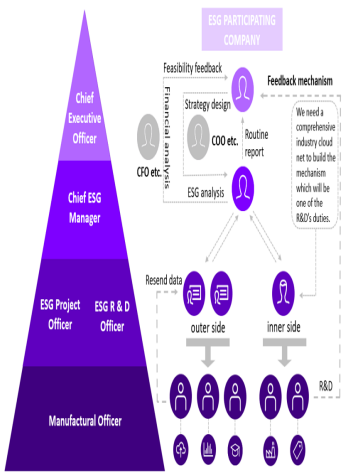 ESG PARTICIPATING
COMPANY
Feasibility feedback
Feedback mechanism
Strategy design
Financial analysis
CFO etc.
COO etc.
Routine
report
ESG analysis
We need a
comprehensive
industry cloud
net to build the
mechanism
which will be
one of the
R&D's duties.
Chief
Executive
Officer
Chief ESG
Manager
ESG Project
Officer
ESG R & D
Officer
Manufactural Officer
Resend data
outer side
inner side
R&D